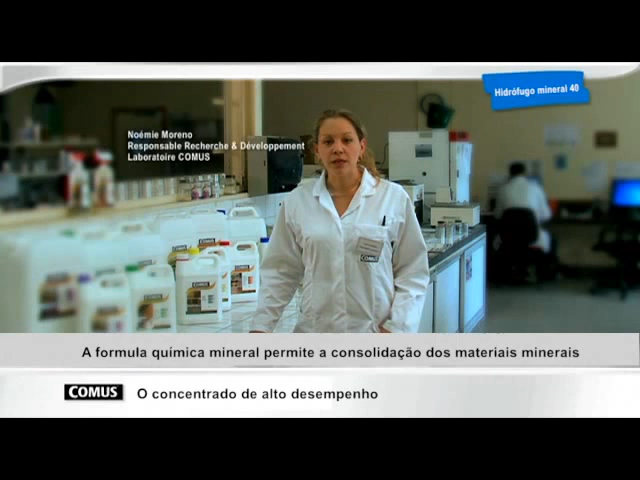 Hidrófugo mineral 40
Noémie Moreno
Responsable Recherche & Développement
Laboratoire COMUS
COMUS
A formula química mineral permite a consolidação dos materiais minerais
COMUS
O concentrado de alto desempenho